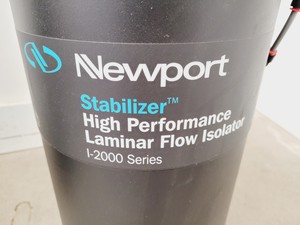 Newport
Stabilizer™
High Performance
Laminar Flow Isolator
I-2000 Series